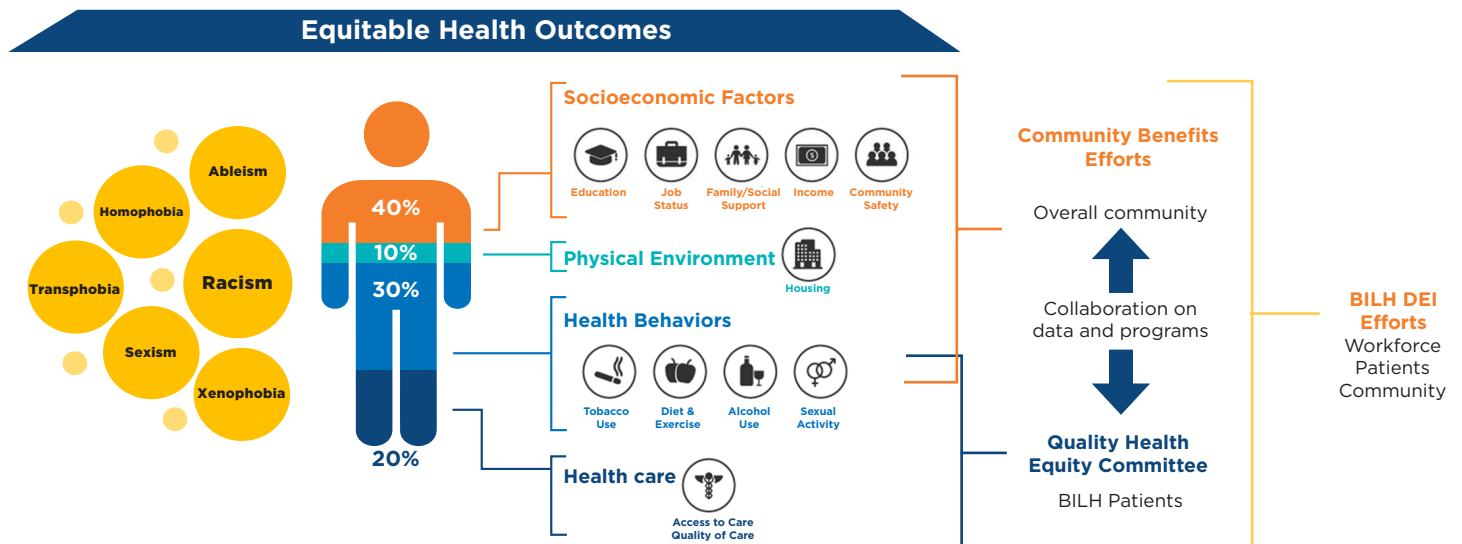 Equitable Health Outcomes
Ableism
Homophobia
Racism
Transphobia
Sexism
Xenophobia
40%
10%
30%
20%
Socioeconomic Factors
Education
Job
Status
Family/Social
Support
Income
Community
Safety
Physical Environment
Housing
Health Behaviors
Tobacco
Use
Diet &
Exercise
Alcohol
Use
Sexual
Activity
Health care
Access to Care
Quality of Care
Community Benefits
Efforts
Overall community
Collaboration on
data and programs
Quality Health
Equity Committee
BILH Patients
BILH DEI
Efforts
Workforce
Patients
Community